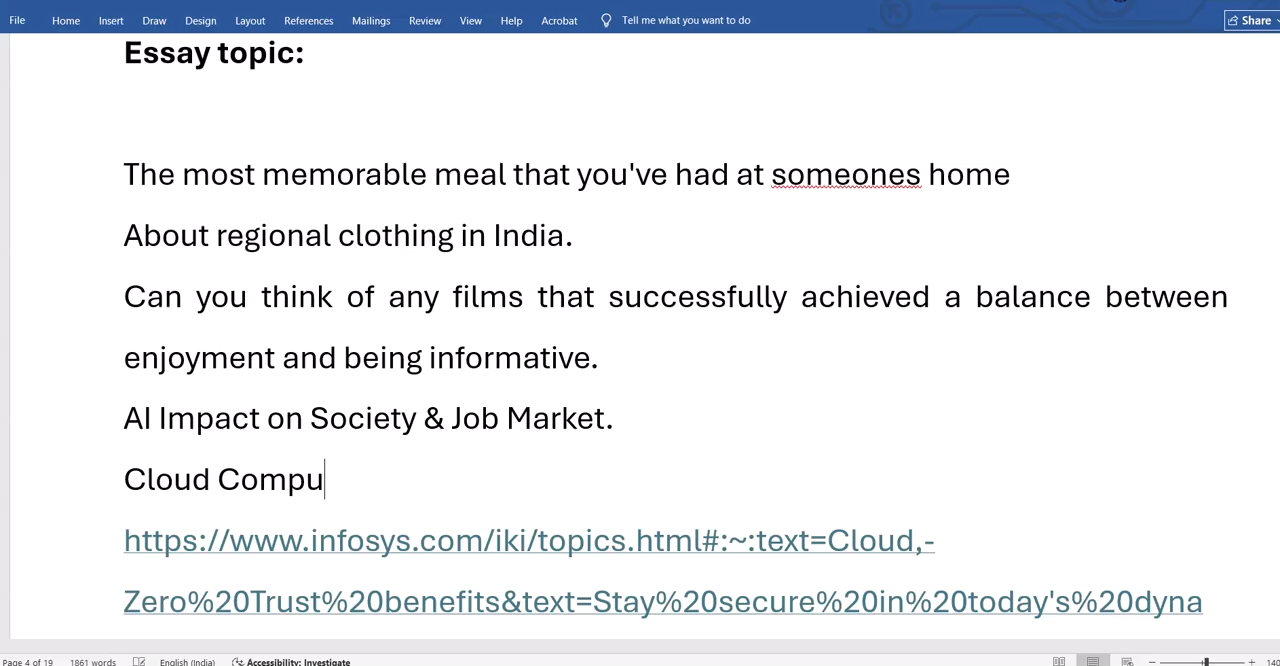 File Home Insert Draw Design Layout References Mailings Review View Help Acrobat Tell me what you want to do Share
Essay topic:
The most memorable meal that you've had at someones home
About regional clothing in India.
Can you think of any films that successfully achieved a balance between
enjoyment and being informative.
AI Impact on Society & Job Market.
Cloud Compu
https://www.infosys.com/iki/topics.html#:~:text=Cloud,-
Zero%20Trust%20benefits&text=Stay%20secure%20in%20today's%20dyna
Page 4 of 19 1861 words English (India) Accessibility: Investigate 140